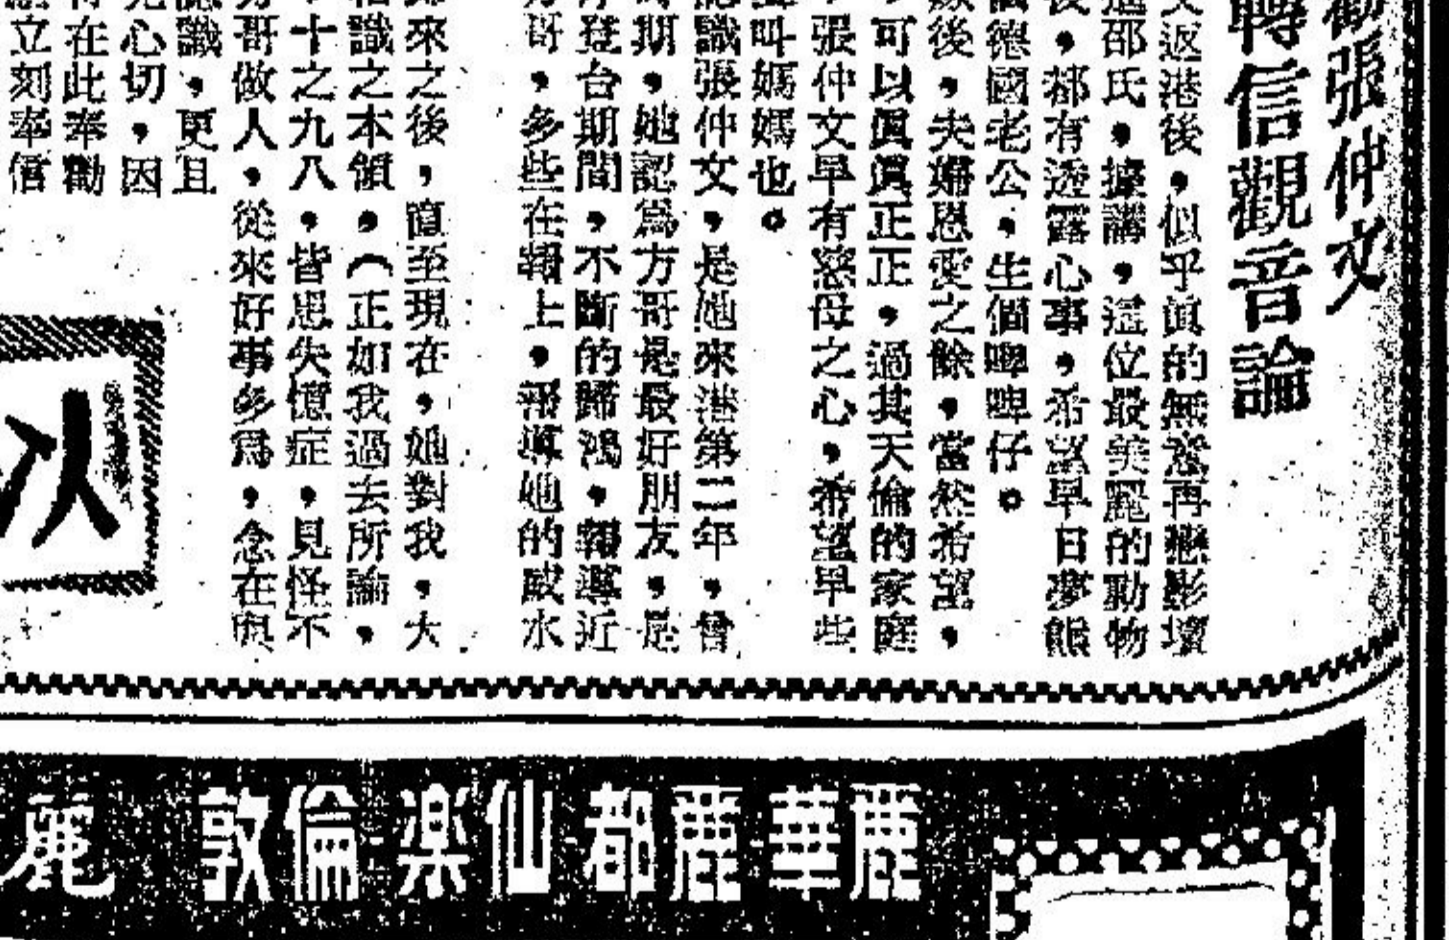 勸張仲文
轉信觀音論
文返港後，似乎真的無意再戀影壇
邵氏，據講，這位最美麗的動物
後，都有透露心事，希望早日夢熊
德國老公，生個啤啤仔。
後，夫婦恩愛之餘，當然希望，
可以真真正正，過其天倫的家庭
張仲文早有慈母之心，希望早些
叫媽媽也。
認識張仲文，是她來港第二年，曾
期，她認為方哥是最好朋友，是
登台期間，不斷的歸鴻，報導近
方哥，多些在報上，報導她的威水
來之後，直至現在，她對我，大
相識之本領，（正如我過去所論，
十之九八，皆患失憶症，見怪不
方哥做人，從來好事多為，念在與
認識，更且
心切，因
在此奉勸
立刻奉信
麗華麗都仙樂倫敦
麗